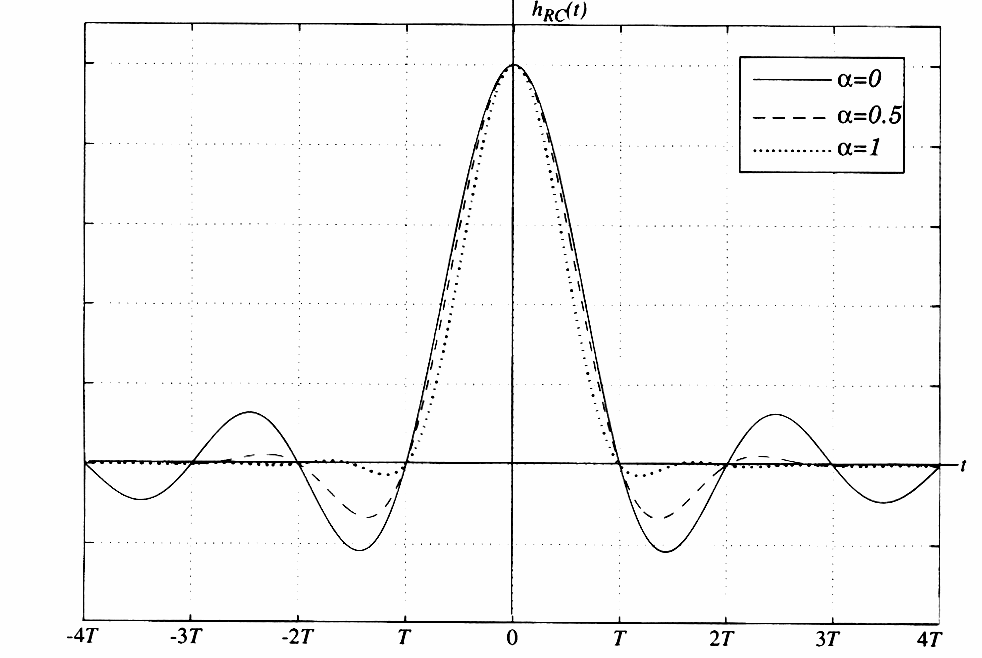 h_RC(t)
α=0
α=0.5
α=1
t
-4T -3T -2T T 0 T 2T 3T 4T